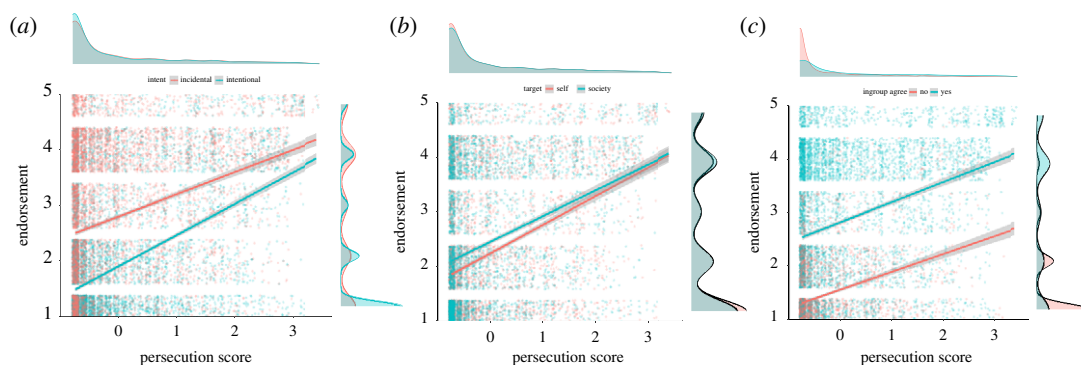 (a)
intent incidental intentional
5
4
3
2
1
endorsement
0 1 2 3
persecution score
(b)
target self society
5
4
3
2
1
endorsement
0 1 2 3
persecution score
(c)
ingroup agree no yes
5
4
3
2
1
endorsement
0 1 2 3
persecution score